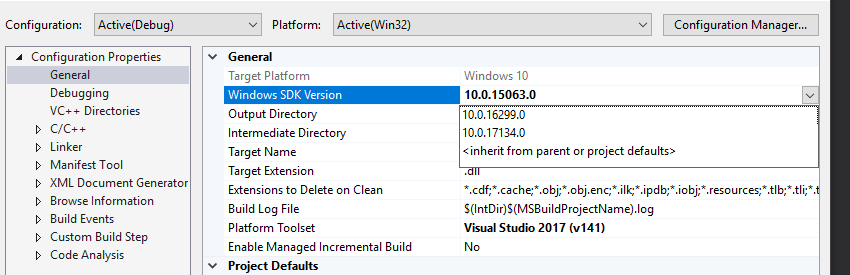 Configuration: Active(Debug) Platform: Active(Win32) Configuration Manager...
Configuration Properties
General
Debugging
VC++ Directories
C/C++
Linker
Manifest Tool
XML Document Generator
Browse Information
Build Events
Custom Build Step
Code Analysis
General
Target Platform Windows 10
Windows SDK Version 10.0.15063.0
Output Directory 10.0.16299.0
Intermediate Directory 10.0.17134.0
Target Name <inherit from parent or project defaults>
Target Extension .dll
Extensions to Delete on Clean *.cdf;*.cache;*.obj;*.obj.enc;*.ilk;*.ipdb;*.iobj;*.resources;*.tlb;*.tli;*.t
Build Log File $(IntDir)$(MSBuildProjectName).log
Platform Toolset Visual Studio 2017 (v141)
Enable Managed Incremental Build No
Project Defaults